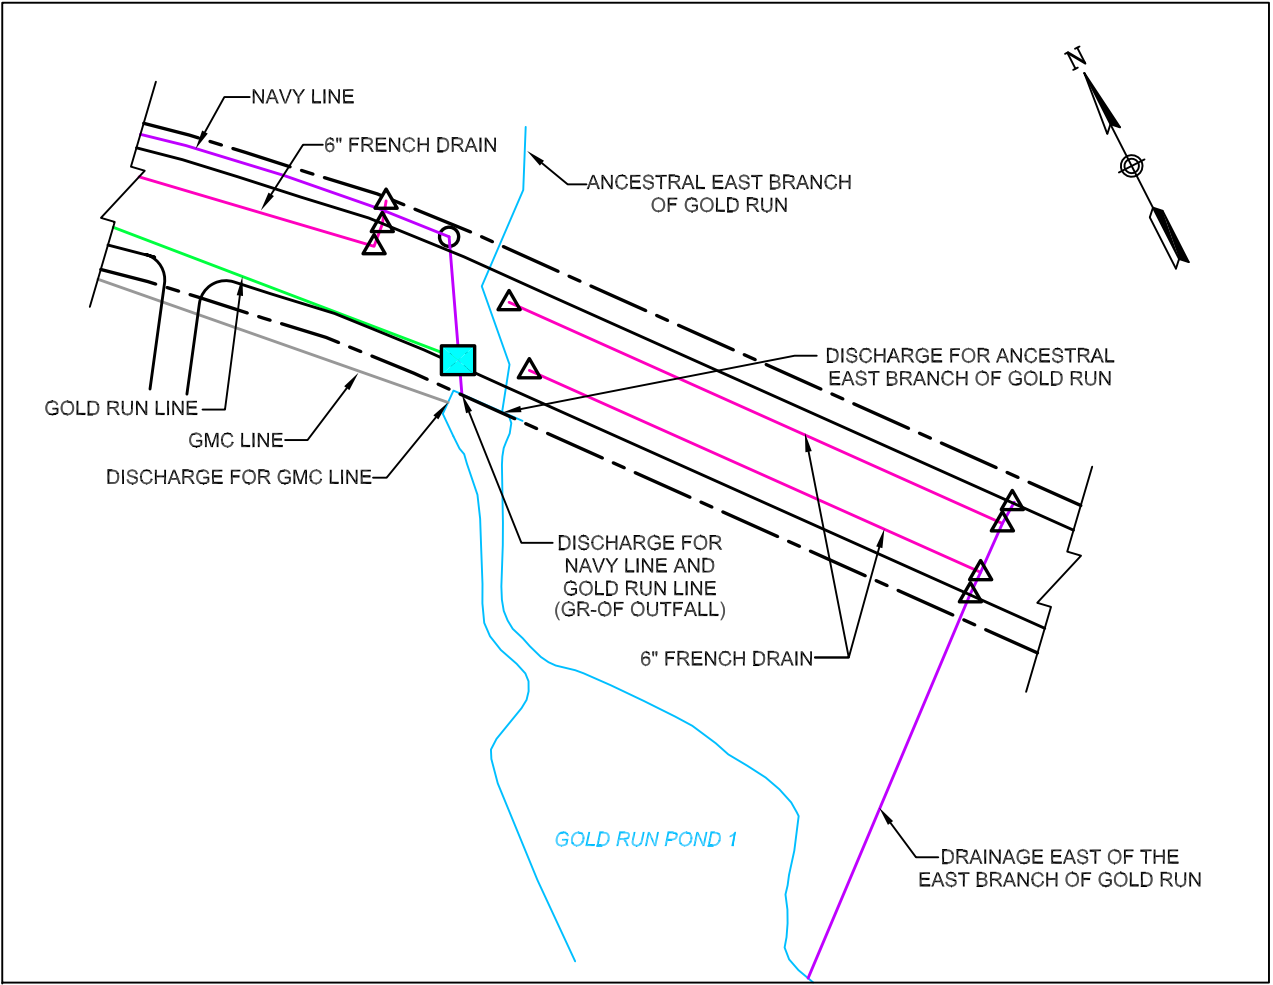 N
NAVY LINE
6" FRENCH DRAIN
ANCESTRAL EAST BRANCH
OF GOLD RUN
DISCHARGE FOR ANCESTRAL
EAST BRANCH OF GOLD RUN
GOLD RUN LINE
GMC LINE
DISCHARGE FOR GMC LINE
DISCHARGE FOR
NAVY LINE AND
GOLD RUN LINE
(GR-OF OUTFALL)
6" FRENCH DRAIN
GOLD RUN POND 1
DRAINAGE EAST OF THE
EAST BRANCH OF GOLD RUN